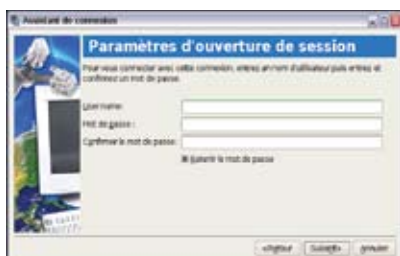 Assistant de connexion
Paramètres d'ouverture de session
Pour vous connecter avec cette connexion, entrez un nom d'utilisateur puis entrez et
confirmez un mot de passe.
Username:
Mot de passe :
Confirmer le mot de passe:
Retenir le mot de passe
<Retour Suivant> Annuler